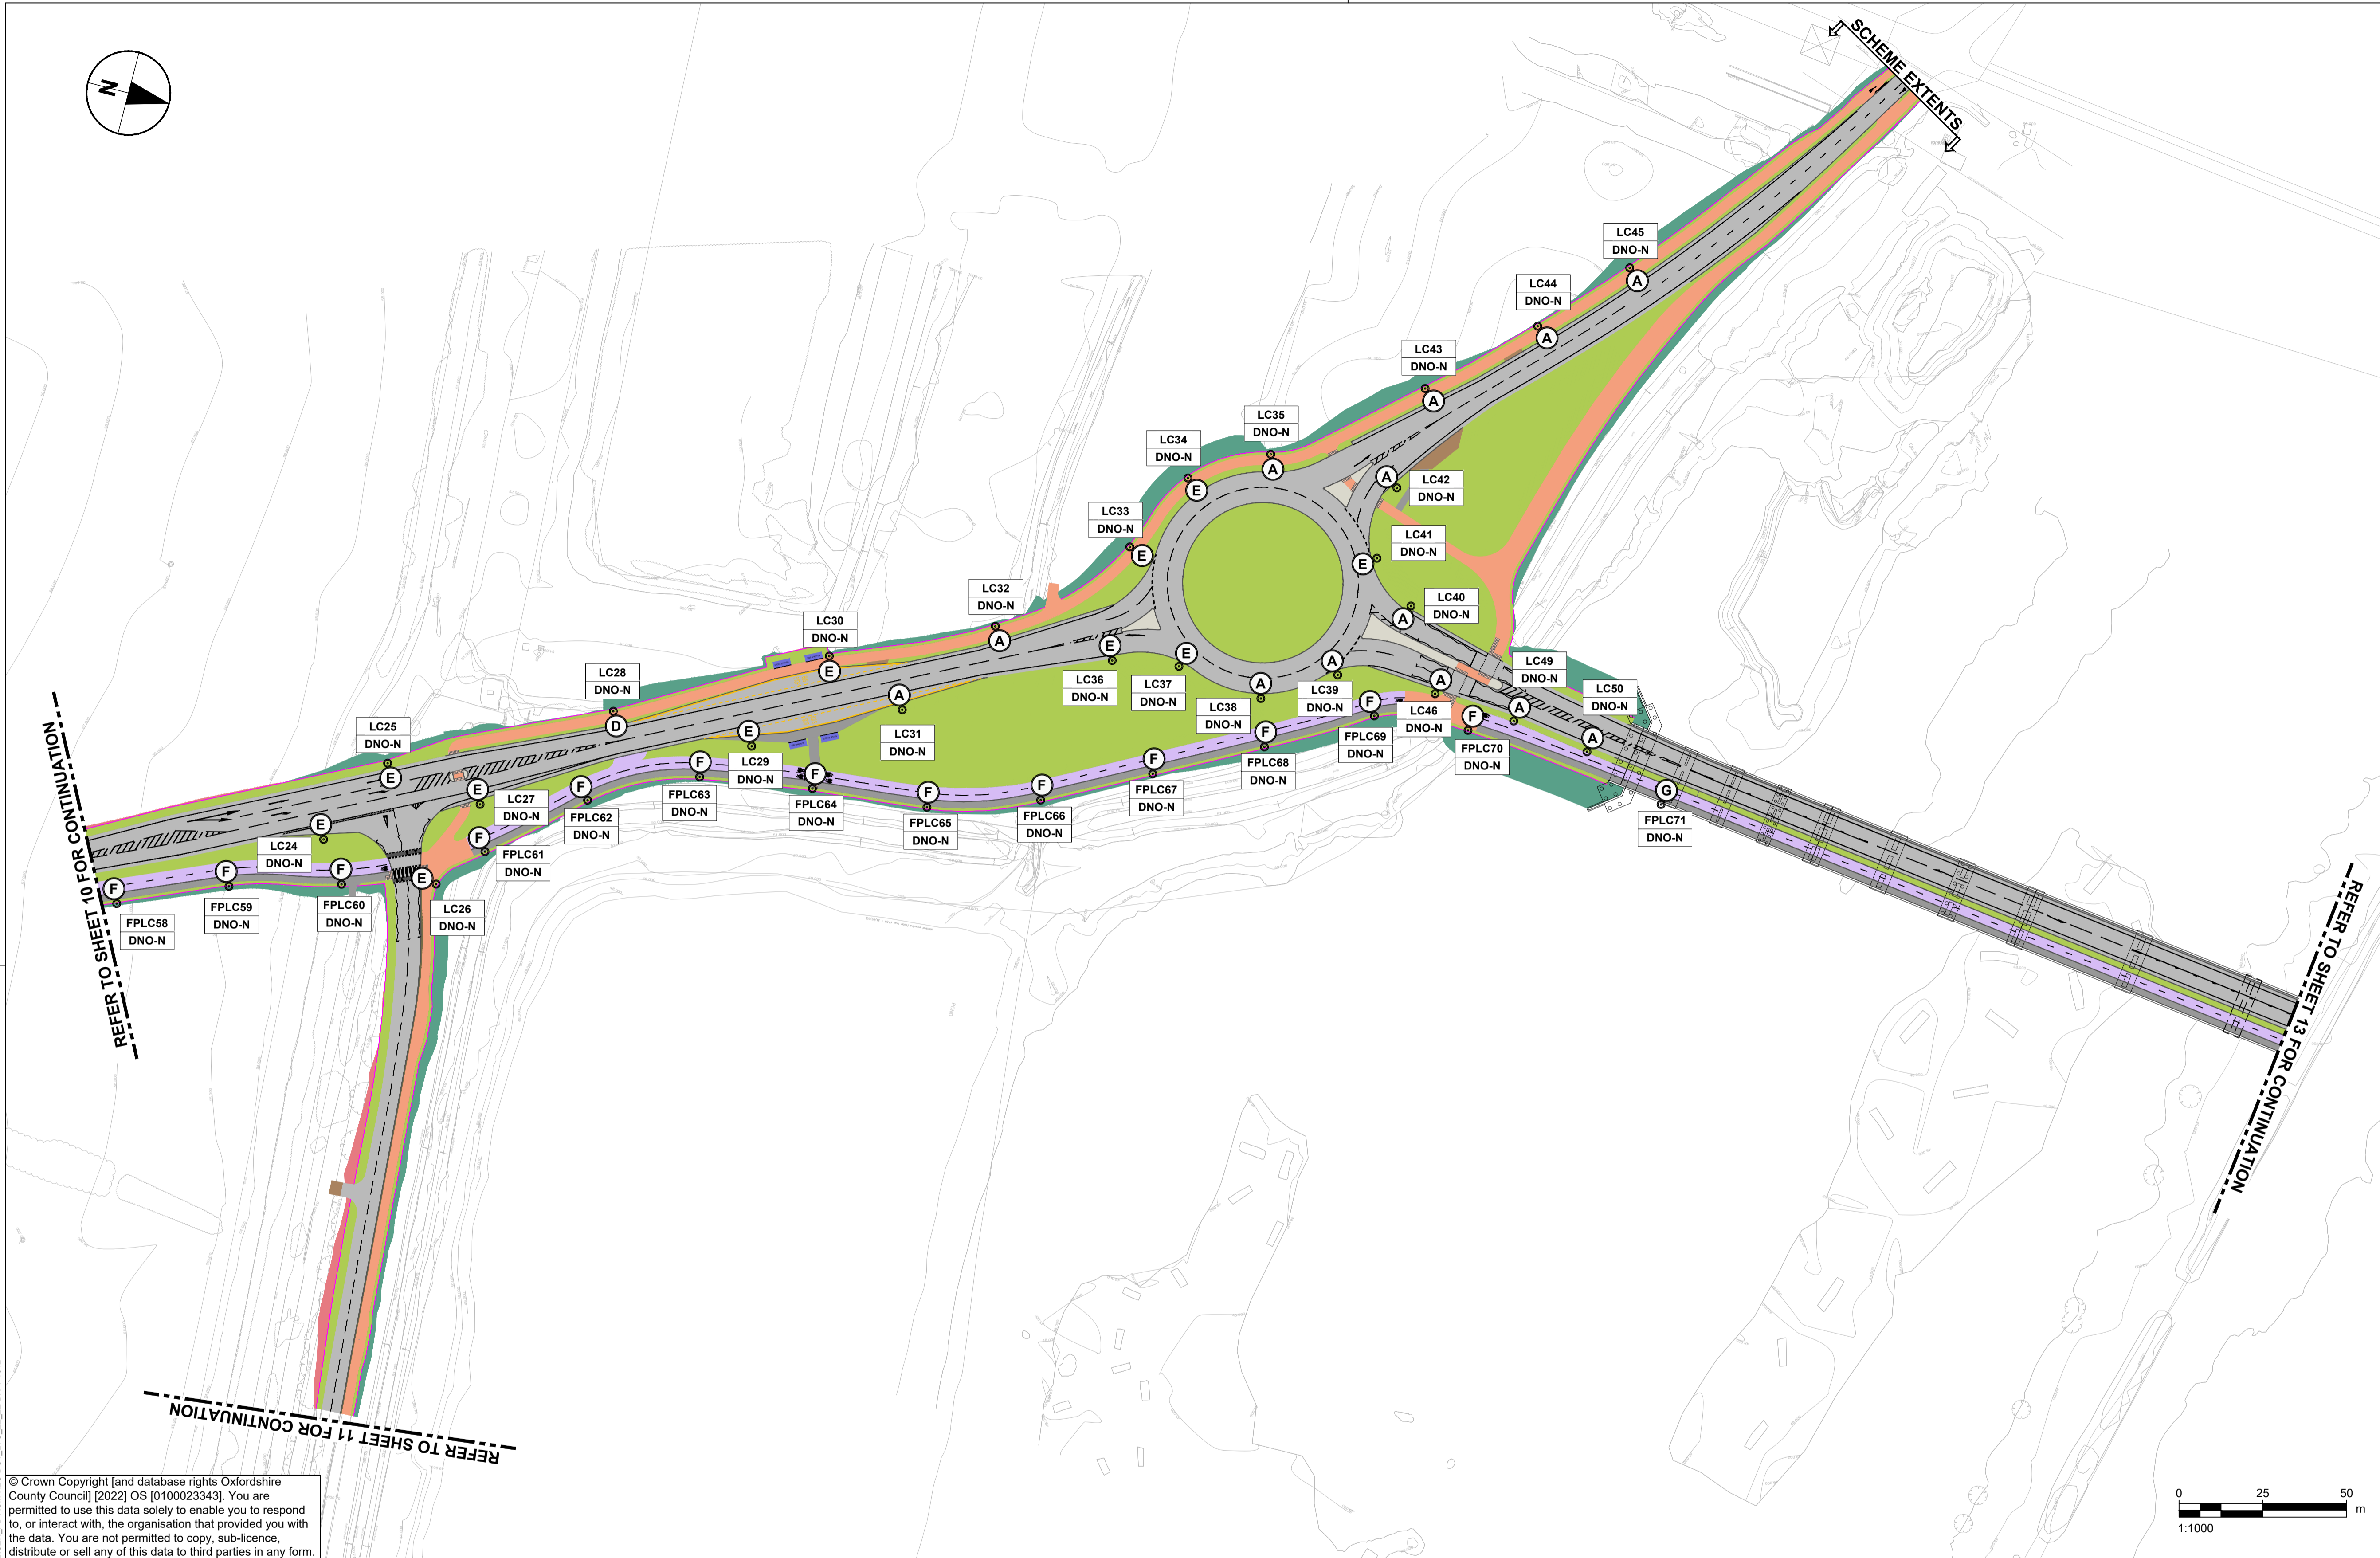 N
SCHEME EXTENTS
LC45
DNO-N
A
LC44
DNO-N
A
LC43
DNO-N
A
LC35
DNO-N
A
LC34
DNO-N
E
LC42
DNO-N
A
LC33
DNO-N
E
LC41
DNO-N
E
LC32
DNO-N
A
LC40
DNO-N
A
LC30
DNO-N
E
LC28
DNO-N
D
LC36
DNO-N
E
LC37
DNO-N
E
LC38
DNO-N
A
LC39
DNO-N
A
LC49
DNO-N
A
LC50
DNO-N
A
LC46
DNO-N
A
LC31
DNO-N
A
LC29
DNO-N
E
LC25
DNO-N
E
LC27
DNO-N
E
LC24
DNO-N
E
LC26
DNO-N
E
FPLC58
DNO-N
F
FPLC59
DNO-N
F
FPLC60
DNO-N
F
FPLC61
DNO-N
F
FPLC62
DNO-N
F
FPLC63
DNO-N
F
FPLC64
DNO-N
F
FPLC65
DNO-N
F
FPLC66
DNO-N
F
FPLC67
DNO-N
F
FPLC68
DNO-N
F
FPLC69
DNO-N
F
FPLC70
DNO-N
F
FPLC71
DNO-N
G
REFER TO SHEET 10 FOR CONTINUATION
REFER TO SHEET 13 FOR CONTINUATION
REFER TO SHEET 11 FOR CONTINUATION
© Crown Copyright [and database rights Oxfordshire
County Council] [2022] OS [0100023343]. You are
permitted to use this data solely to enable you to respond
to, or interact with, the organisation that provided you with
the data. You are not permitted to copy, sub-licence,
distribute or sell any of this data to third parties in any form.
0 25 50
m
1:1000